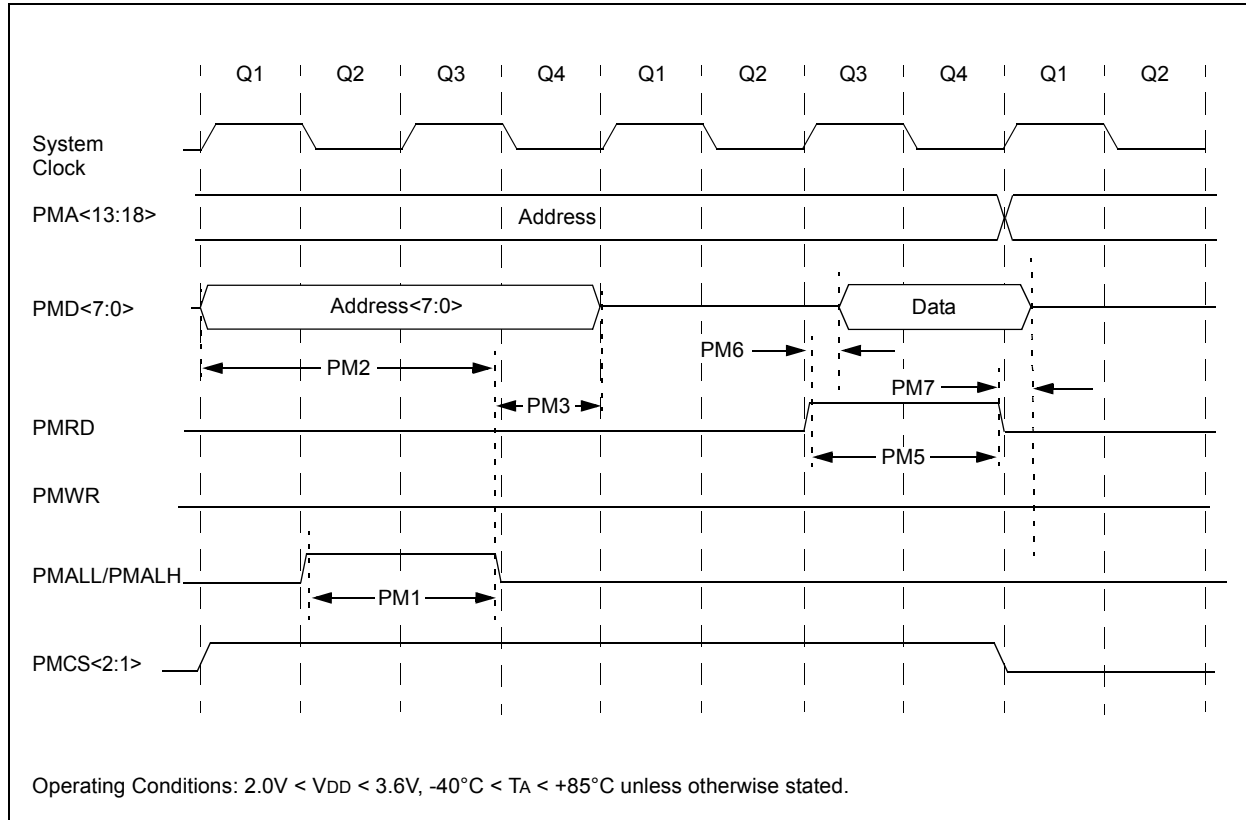 Q1 Q2 Q3 Q4 Q1 Q2 Q3 Q4 Q1 Q2
System
Clock
PMA<13:18>
Address
PMD<7:0>
Address<7:0>
Data
PM6
PM2
PM7
PM3
PMRD
PM5
PMWR
PMALL/PMALH
PM1
PMCS<2:1>
Operating Conditions: 2.0V < VDD < 3.6V, -40°C < TA < +85°C unless otherwise stated.